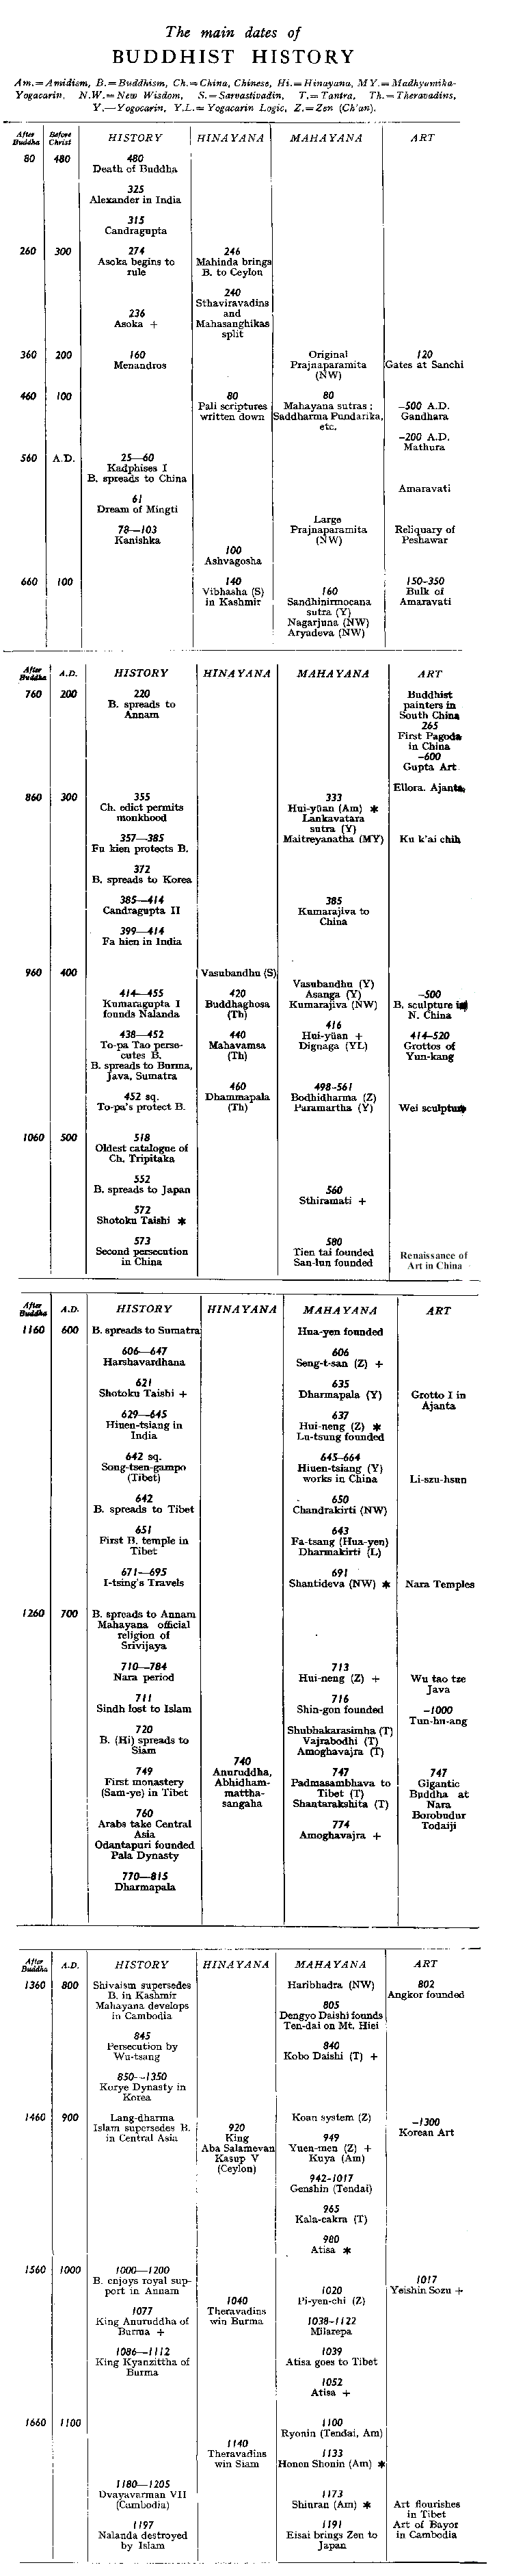 The main dates of
BUDDHIST HISTORY
Am.=Amidism, B.=Buddhism, Ch.=China, Chinese, Hi.=Hinayana, MY.=Madhyamika-
Yogacarin. N.W.=New Wisdom, S.=Sarvastivadin, T.=Tantra, Th.=Theravadins,
Y.—Yogocarin, Y.L.=Yogacarin Logic, Z.=Zen (Ch'an).
After
Buddha
80
260
360
460
560
660
Before
Christ
480
300
200
100
A.D.
100
HISTORY
480
Death of Buddha
325
Alexander in India
315
Candragupta
274
Asoka begins to
rule
236
Asoka +
160
Menandros
25—60
Kadphises I
B. spreads to China
61
Dream of Mingti
78—103
Kanishka
HINAYANA
246
Mahinda brings
B. to Ceylon
240
Sthaviravadins
and
Mahasanghikas
split
80
Pali scriptures
written down
100
Ashvagosha
140
Vibhasha (S)
in Kashmir
MAHAYANA
Original
Prajnaparamita
(NW)
80
Mahayana sutras :
Saddharma Pundarika,
etc.
Large
Prajnaparamita
(NW)
160
Sandhinirmocana
sutra (Y)
Nagarjuna (NW)
Aryadeva (NW)
ART
120
Gates at Sanchi
–500 A.D.
Gandhara
–200 A.D.
Mathura
Amaravati
Reliquary of
Peshawar
150-350
Bulk of
Amaravati
After
Buddha
760
860
960
1060
A.D.
200
300
400
500
HISTORY
220
B. spreads to
Annam
355
Ch. edict permits
monkhood
357—385
Fu kien protects B.
372
B. spreads to Korea
385—414
Candragupta II
399—414
Fa hien in India
414—455
Kumaragupta I
founds Nalanda
438—452
To-pa Tao perse-
cutes B.
B. spreads to Burma,
Java, Sumatra
452 sq.
To-pa's protect B.
518
Oldest catalogue of
Ch. Tripitaka
552
B. spreads to Japan
572
Shotoku Taishi *
573
Second persecution
in China
HINAYANA
Vasubandhu (S)
420
Buddhaghosa
(Th)
440
Mahavamsa
(Th)
460
Dhammapala
(Th)
MAHAYANA
333
Hui-yüan (Am) *
Lankavatara
sutra (Y)
Maitreyanatha (MY)
385
Kumarajiva to
China
Vasubandhu (Y)
Asanga (Y)
Kumarajiva (NW)
416
Hui-yüan +
Dignaga (YL)
498-561
Bodhidharma (Z)
Paramartha (Y)
560
Sthiramati +
580
Tien tai founded
San-lun founded
ART
Buddhist
painters in
South China
265
First Pagoda
in China
–600
Gupta Art
Ellora. Ajanta,
Ku k'ai chih
–500
B. sculpture in
N. China
414–520
Grottos of
Yun-kang
Wei sculpture
Renaissance of
Art in China
After
Buddha
1160
1260
A.D.
600
700
HISTORY
B. spreads to Sumatra
606—647
Harshavardhana
621
Shotoku Taishi +
629—645
Hiuen-tsiang in
India
642 sq.
Song-tsen-gampo
(Tibet)
642
B. spreads to Tibet
651
First B. temple in
Tibet
671—695
I-tsing's Travels
B. spreads to Annam
Mahayana official
religion of
Srivijaya
710—784
Nara period
711
Sindh lost to Islam
720
B. (Hi) spreads to
Siam
749
First monastery
(Sam-ye) in Tibet
760
Arabs take Central
Asia
Odantapuri founded
Pala Dynasty
770—815
Dharmapala
HINAYANA
740
Anuruddha,
Abhidham-
mattha-
sangaha
MAHAYANA
Hua-yen founded
606
Seng-t-san (Z) +
635
Dharmapala (Y)
637
Hui-neng (Z) *
Lu-tsung founded
645–664
Hiuen-tsiang (Y)
works in China
650
Chandrakirti (NW)
643
Fa-tsang (Hua-yen)
Dharmakirti (L)
691
Shantideva (NW) *
713
Hui-neng (Z) +
716
Shin-gon founded
Shubhakarasimha (T)
Vajrabodhi (T)
Amoghavajra (T)
747
Padmasambhava to
Tibet (T)
Shantarakshita (T)
774
Amoghavajra +
ART
Grotto I in
Ajanta
Li-szu-hsun
Nara Temples
Wu tao tze
Java
–1000
Tun-hu-ang
747
Gigantic
Buddha at
Nara
Borobudur
Todaiji
After
Buddha
1360
1460
1560
1660
A.D.
800
900
1000
1100
HISTORY
Shivaism supersedes
B. in Kashmir
Mahayana develops
in Cambodia
845
Persecution by
Wu-tsang
850–-1350
Korye Dynasty in
Korea
Lang-dharma
Islam supersedes B.
in Central Asia
1000—1200
B. enjoys royal sup-
port in Annam
1077
King Anuruddha of
Burma +
1086—1112
King Kyanzittha of
Burma
1180—1205
Dvayavarman VII
(Cambodia)
1197
Nalanda destroyed
by Islam
HINAYANA
920
King
Aba Salamevan
Kasup V
(Ceylon)
1040
Theravadins
win Burma
1140
Theravadins
win Siam
MAHAYANA
Haribhadra (NW)
805
Dengyo Daishi founds
Ten-dai on Mt. Hiei
840
Kobo Daishi (T) +
Koan system (Z)
949
Yuen-men (Z) +
Kuya (Am)
942-1017
Genshin (Tendai)
965
Kala-cakra (T)
980
Atisa *
1020
Pi-yen-chi (Z)
1038–1122
Milarepa
1039
Atisa goes to Tibet
1052
Atisa +
1100
Ryonin (Tendai, Am)
1133
Honen Shonin (Am) *
1173
Shinran (Am) *
1191
Eisai brings Zen to
Japan
ART
802
Angkor founded
–1300
Korean Art
1017
Yeishin Sozu +
Art flourishes
in Tibet
Art of Bayor
in Cambodia